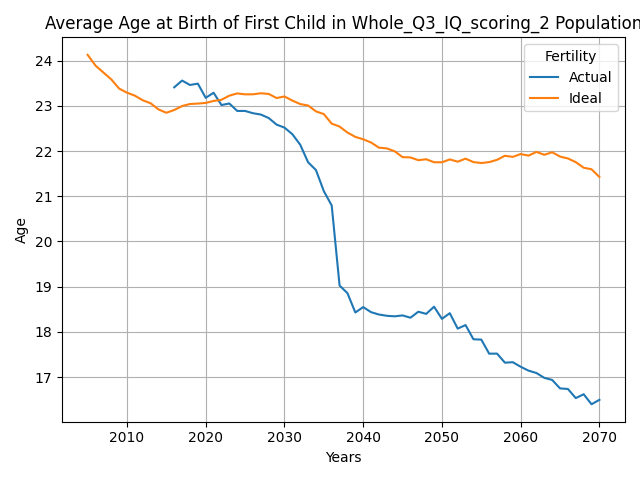 Average Age at Birth of First Child in Whole_Q3_IQ_scoring_2 Population
Fertility
Actual
Ideal
24
23
22
21
20
19
18
17
Age
2010 2020 2030 2040 2050 2060 2070
Years